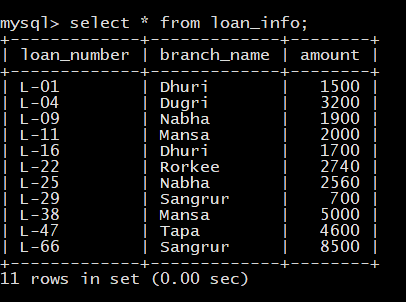 mysql> select * from loan_info;
+-------------+-------------+--------+
| loan_number | branch_name | amount |
+-------------+-------------+--------+
| L-01        | Dhuri       |   1500 |
| L-04        | Dugri       |   3200 |
| L-09        | Nabha       |   1900 |
| L-11        | Mansa       |   2000 |
| L-16        | Dhuri       |   1700 |
| L-22        | Rorkee      |   2740 |
| L-25        | Nabha       |   2560 |
| L-29        | Sangrur     |    700 |
| L-38        | Mansa       |   5000 |
| L-47        | Tapa        |   4600 |
| L-66        | Sangrur     |   8500 |
+-------------+-------------+--------+
11 rows in set (0.00 sec)